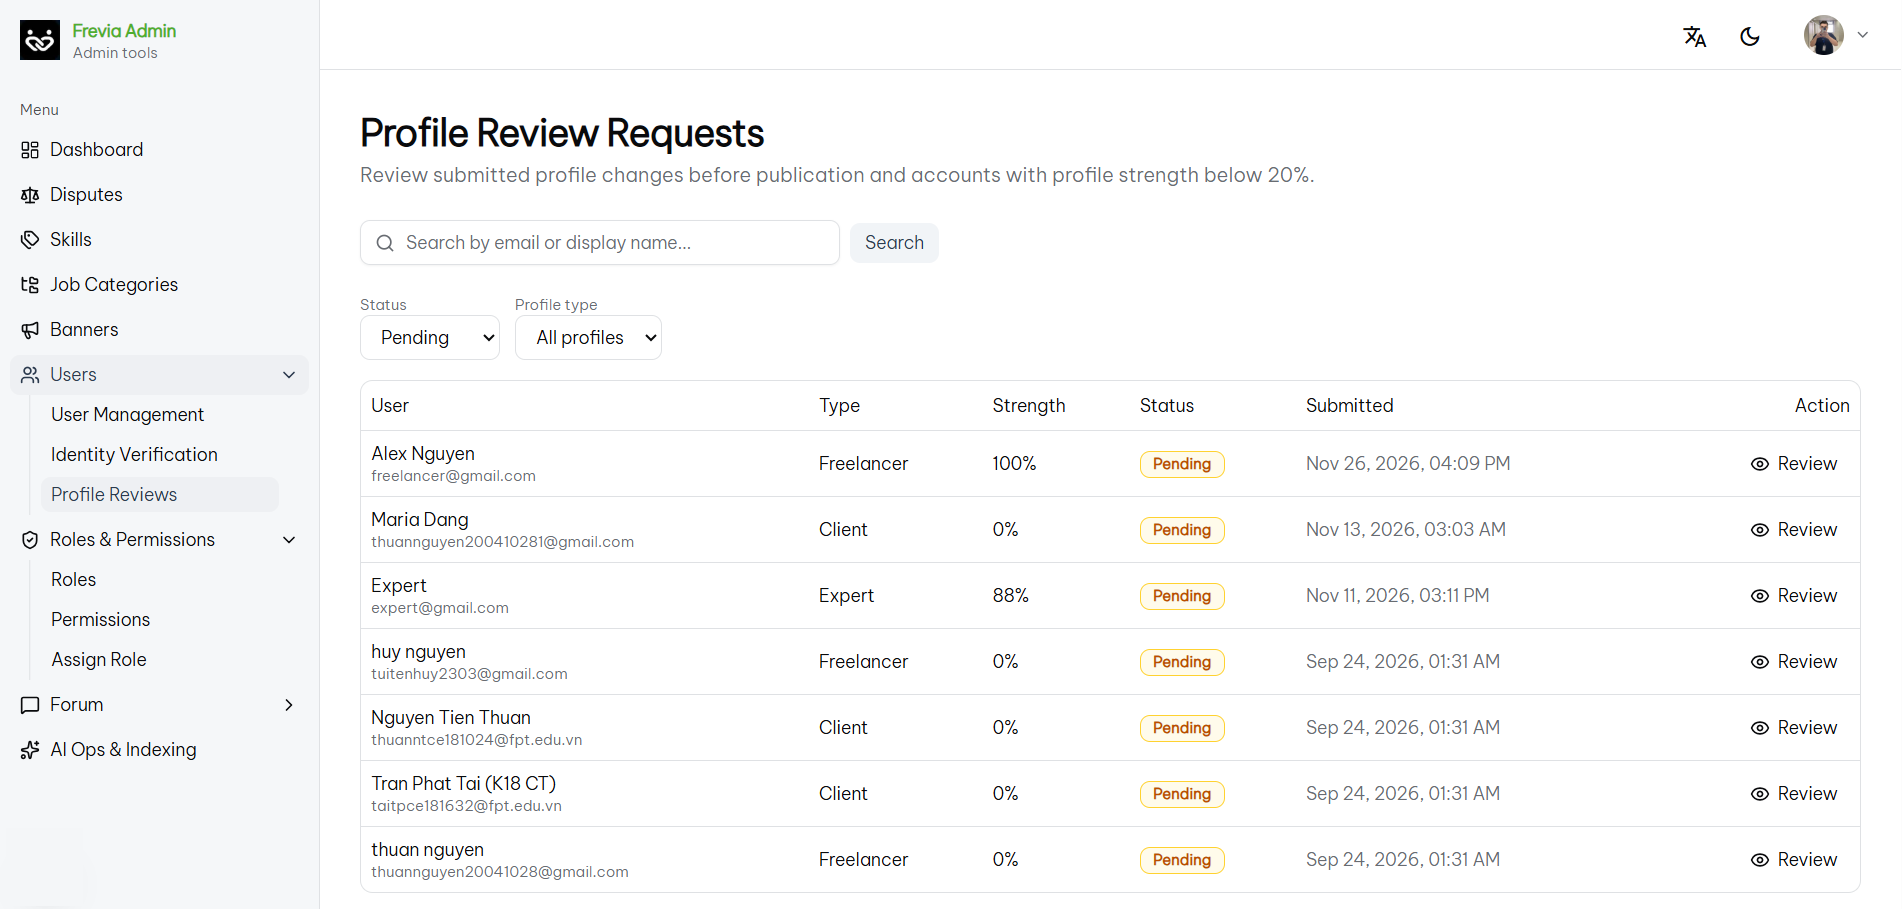 Frevia Admin
Admin tools
Menu
Dashboard
Disputes
Skills
Job Categories
Banners
Users
User Management
Identity Verification
Profile Reviews
Roles & Permissions
Roles
Permissions
Assign Role
Forum
AI Ops & Indexing
Profile Review Requests
Review submitted profile changes before publication and accounts with profile strength below 20%.
Search by email or display name...
Search
Status
Profile type
Pending
All profiles
User Type Strength Status Submitted Action
Alex Nguyen
freelancer@gmail.com
Freelancer 100% Pending Nov 26, 2026, 04:09 PM Review
Maria Dang
thuannguyen200410281@gmail.com
Client 0% Pending Nov 13, 2026, 03:03 AM Review
Expert
expert@gmail.com
Expert 88% Pending Nov 11, 2026, 03:11 PM Review
huy nguyen
tuitenhuy2303@gmail.com
Freelancer 0% Pending Sep 24, 2026, 01:31 AM Review
Nguyen Tien Thuan
thuanntce181024@fpt.edu.vn
Client 0% Pending Sep 24, 2026, 01:31 AM Review
Tran Phat Tai (K18 CT)
taitpce181632@fpt.edu.vn
Client 0% Pending Sep 24, 2026, 01:31 AM Review
thuan nguyen
thuannguyen20041028@gmail.com
Freelancer 0% Pending Sep 24, 2026, 01:31 AM Review